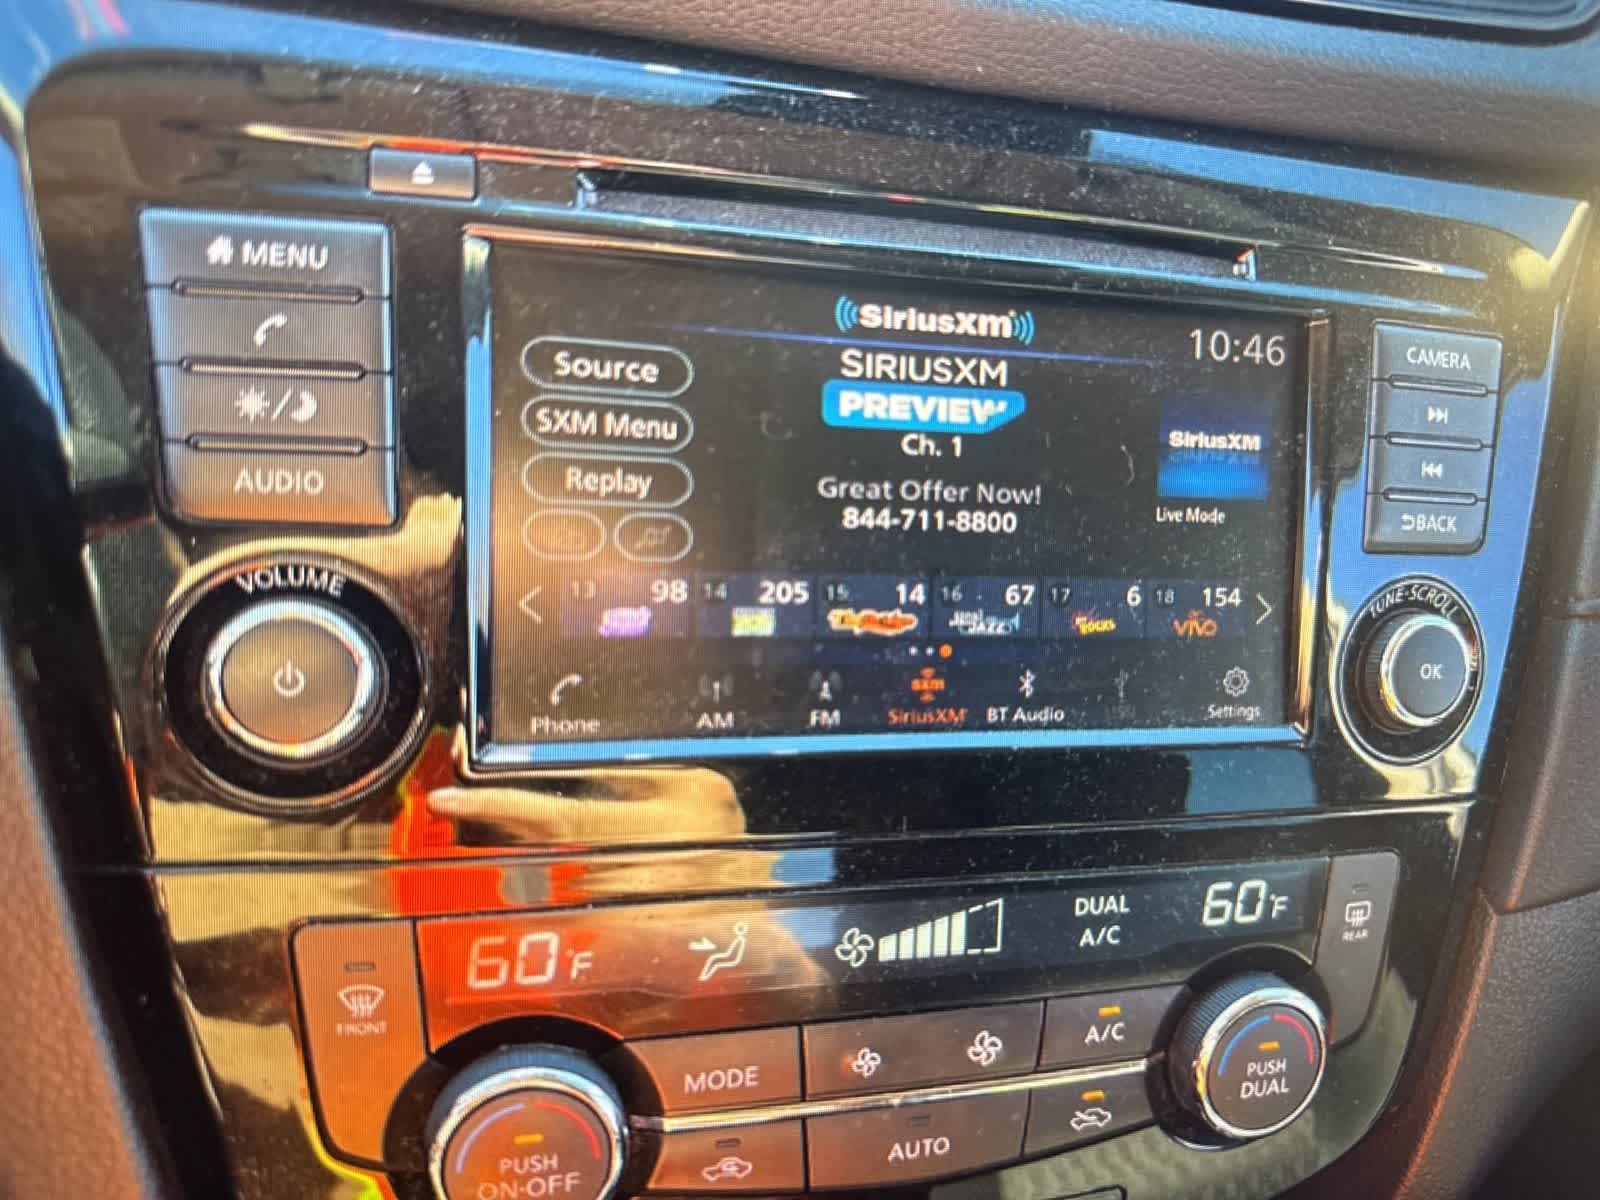 MENU
AUDIO
VOLUME
SiriusXM
10:46
Source
SXM Menu
Replay
SIRIUSXM
PREVIEW
Ch. 1
Great Offer Now!
844-711-8800
SiriusXM
Live Mode
13 98 14 205 15 14 16 67 17 6 18 154
JAZZ
VIVO
Phone
AM
FM
sxm
SiriusXM
BT Audio
Settings
CAMERA
BACK
TUNE·SCROLL
OK
60°F
DUAL
A/C
60°F
FRONT
REAR
MODE
A/C
AUTO
PUSH
ON·OFF
PUSH
DUAL